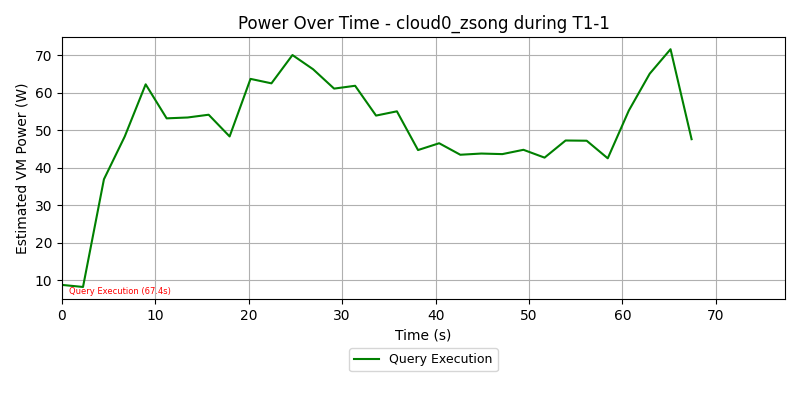 Power Over Time - cloud0_zsong during T1-1
Estimated VM Power (W)
70
60
50
40
30
20
10
Query Execution (67.4s)
0 10 20 30 40 50 60 70
Time (s)
Query Execution